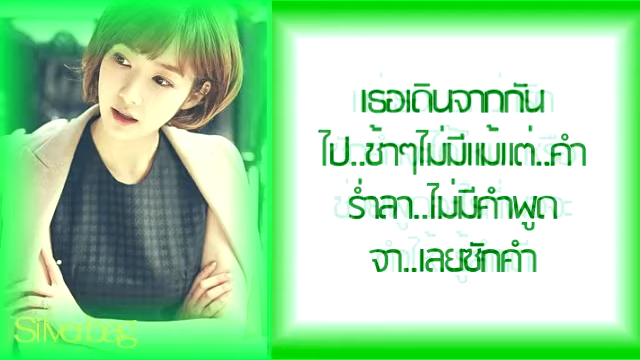 เธอเดินจากกัน
ไป..ช้าๆไม่มีแม้แต่..คำ
ร่ำลา..ไม่มีคำพูด
จา..เลยซักคำ
Silverbag